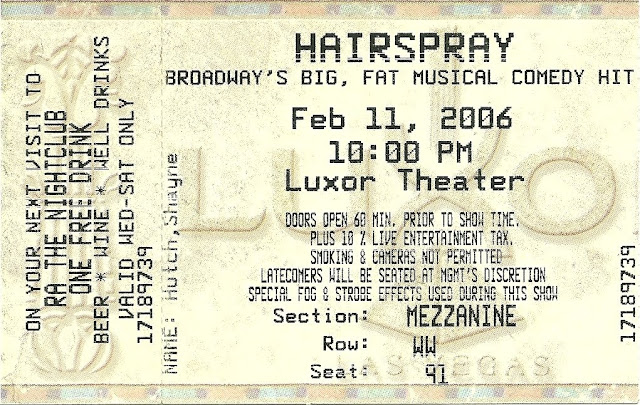 ON YOUR NEXT VISIT TO
RA THE NIGHTCLUB
ONE FREE DRINK
BEER * WINE * WELL DRINKS
VALID WED-SAT ONLY
17189739
NAME: Hutch,Shayne
HAIRSPRAY
BROADWAY'S BIG, FAT MUSICAL COMEDY HIT
Feb 11, 2006
10:00 PM
Luxor Theater
DOORS OPEN 60 MIN. PRIOR TO SHOW TIME.
PLUS 10 % LIVE ENTERTAINMENT TAX.
SMOKING & CAMERAS NOT PERMITTED
LATECOMERS WILL BE SEATED AT MGMT'S DISCRETION
SPECIAL FOG & STROBE EFFECTS USED DURING THIS SHOW
Section: MEZZANINE
Row: WW
Seat: 91
17189739
LUXO
LAS VEGAS